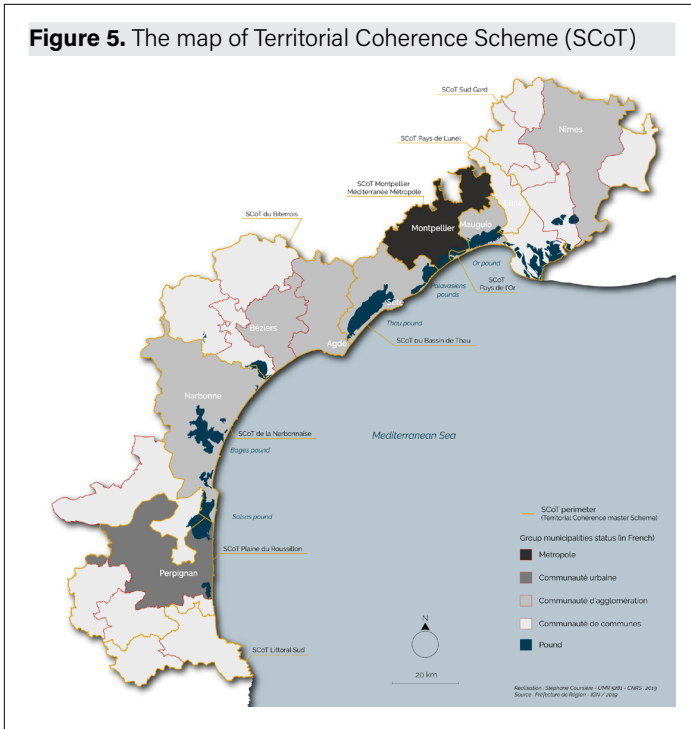 Figure 5. The map of Territorial Coherence Scheme (SCoT)
SCoT Sud Gard
Nîmes
SCoT Pays de Lunel
SCoT Montpellier
Méditerranée Métropole
Lunel
Mauguio
Montpellier
SCoT du Biterrois
Or pound
SCoT
Pays de l'Or
Palavasiens
pounds
Sète
Thau pound
Béziers
Agde
SCoT du Bassin de Thau
Narbonne
SCoT de la Narbonnaise
Mediterranean Sea
Bages pound
Salses pound
SCoT Plaine du Roussillon
Perpignan
SCoT Littoral Sud
SCoT perimeter
(Territorial Cohérence master Scheme)
Group municipalities status (in French)
Métropole
Communauté urbaine
Communauté d'agglomération
Communauté de communes
Pound
N
20 km
Réalisation : Stéphane Coursière - UMR 5281 - CNRS . 2019
Source : Préfecture de Région - IGN / 2019